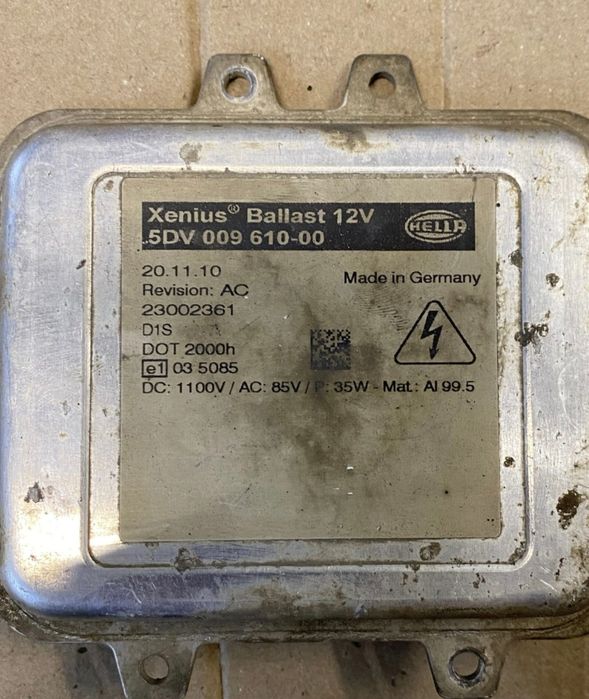 Xenius® Ballast 12V
5DV 009 610-00
HELLA
20.11.10
Made in Germany
Revision: AC
23002361
D1S
DOT 2000h
e1 03 5085
DC: 1100V / AC: 85V / P: 35W - Mat.: Al 99.5